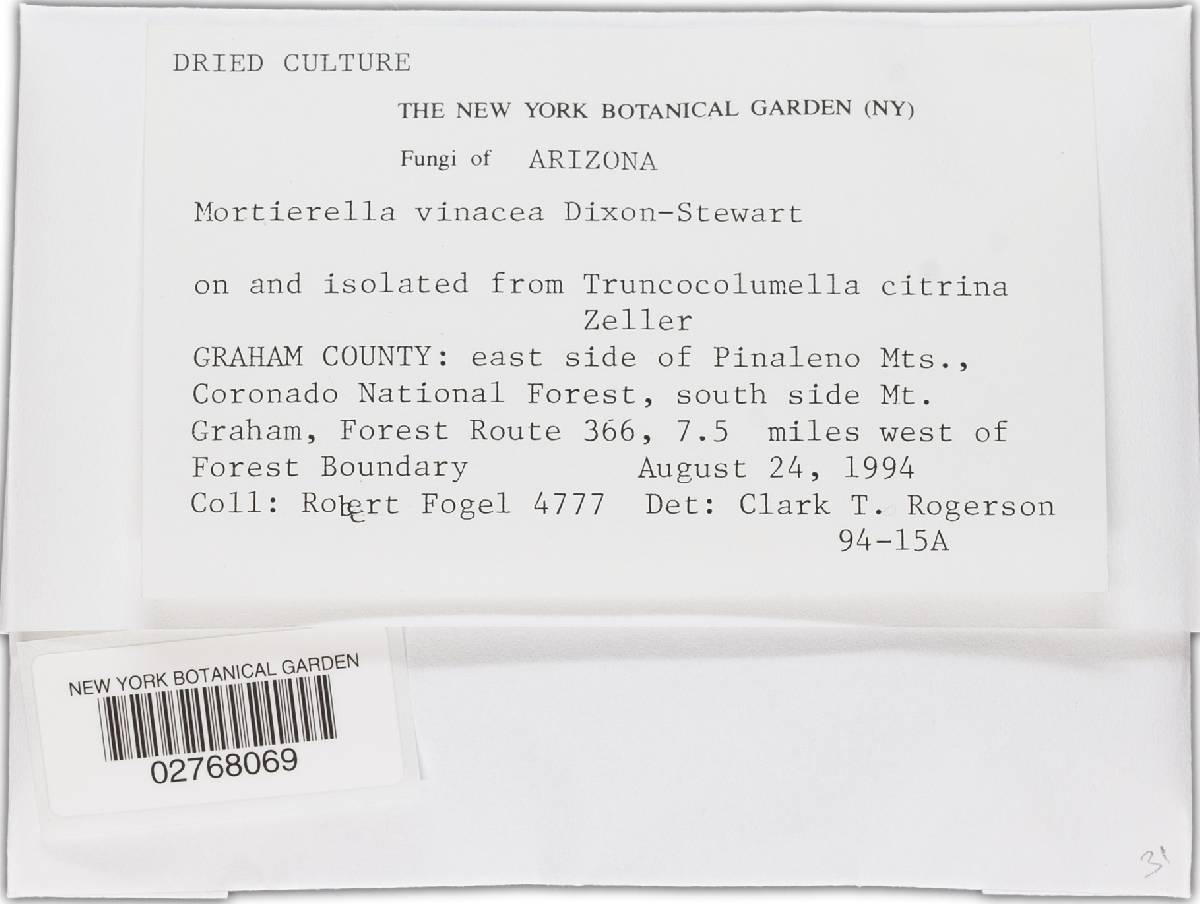 DRIED CULTURE
THE NEW YORK BOTANICAL GARDEN (NY)
Fungi of ARIZONA
Mortierella vinacea Dixon-Stewart
on and isolated from Truncocolumella citrina
Zeller
GRAHAM COUNTY: east side of Pinaleno Mts.,
Coronado National Forest, south side Mt.
Graham, Forest Route 366, 7.5 miles west of
Forest Boundary August 24, 1994
Coll: Robert Fogel 4777 Det: Clark T. Rogerson
94-15A
NEW YORK BOTANICAL GARDEN
02768069